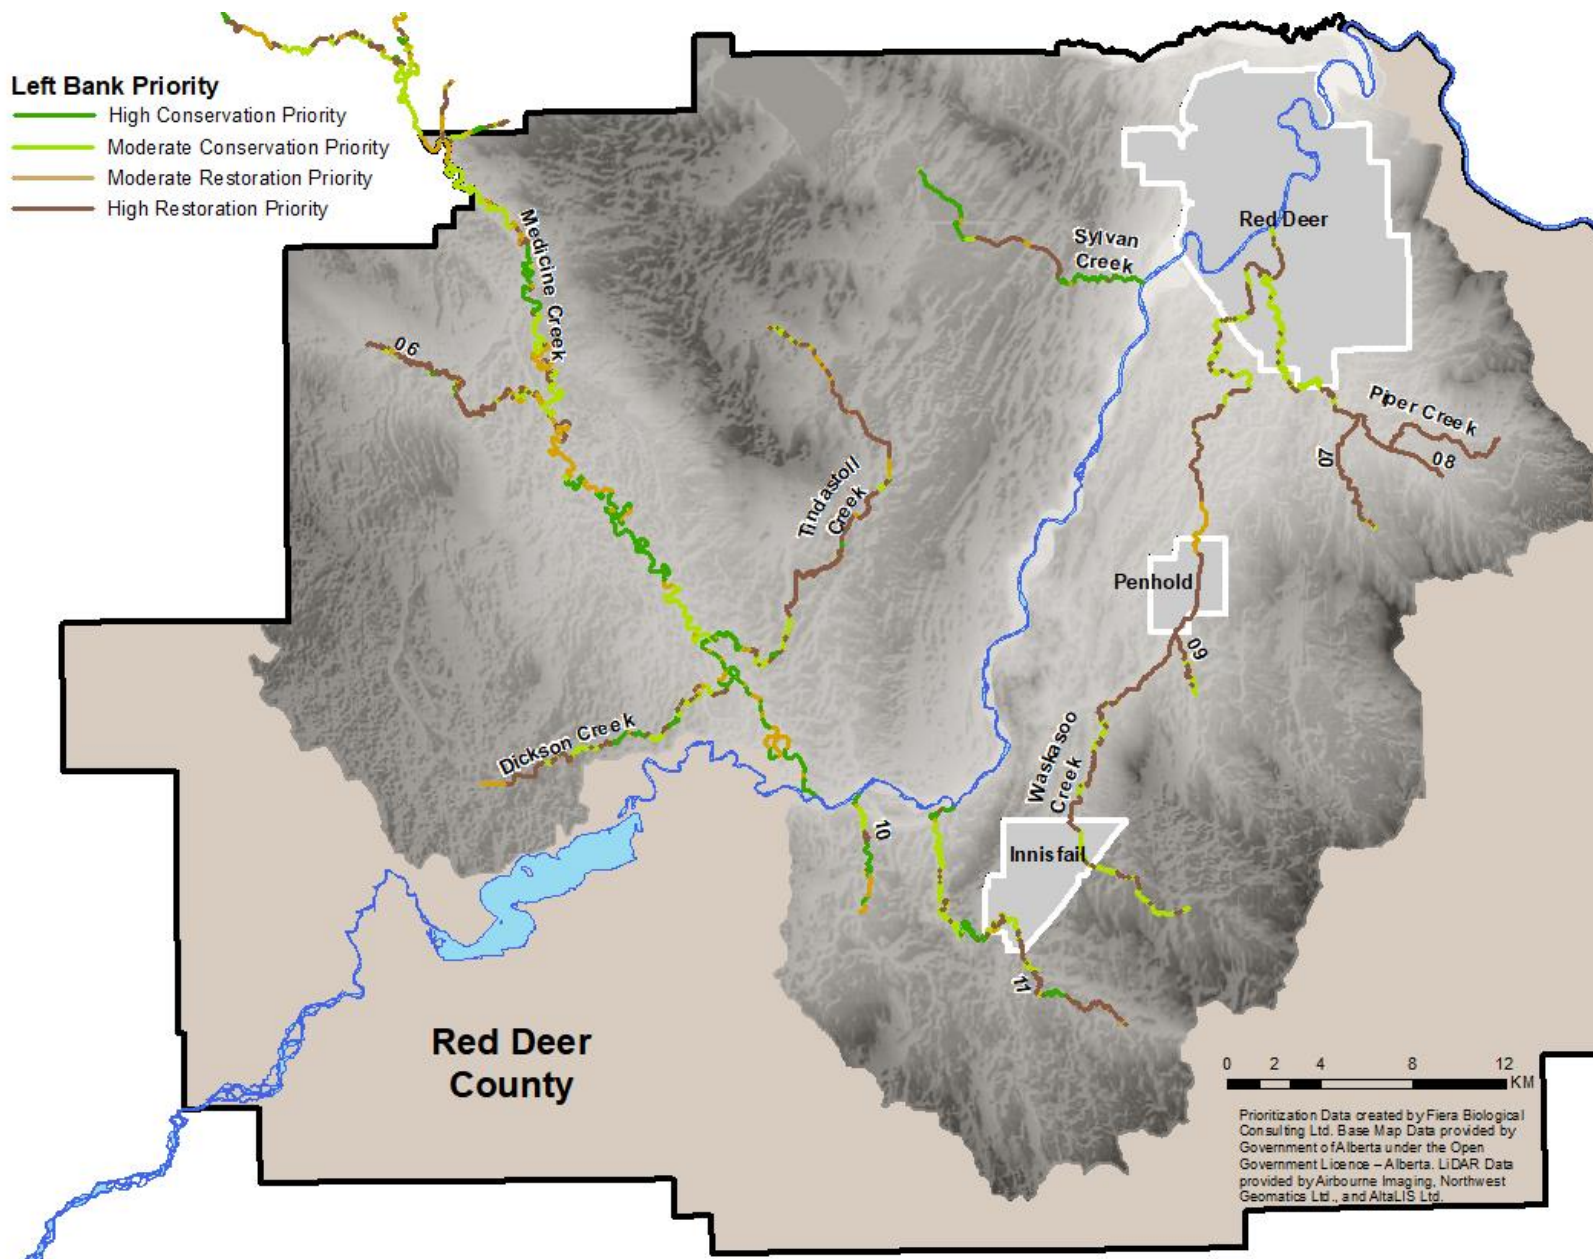 Left Bank Priority
High Conservation Priority
Moderate Conservation Priority
Moderate Restoration Priority
High Restoration Priority
Medicine Creek
06
Sylvan
Creek
Red Deer
Tindastoll
Creek
Piper Creek
07
08
Penhold
09
Dickson Creek
Waskasoo
Creek
10
Innisfail
11
Red Deer
County
0 2 4 8 12
KM
Prioritization Data created by Fiera Biological
Consulting Ltd. Base Map Data provided by
Government of Alberta under the Open
Government Licence – Alberta. LiDAR Data
provided by Airbourne Imaging, Northwest
Geomatics Ltd., and AltaLIS Ltd.